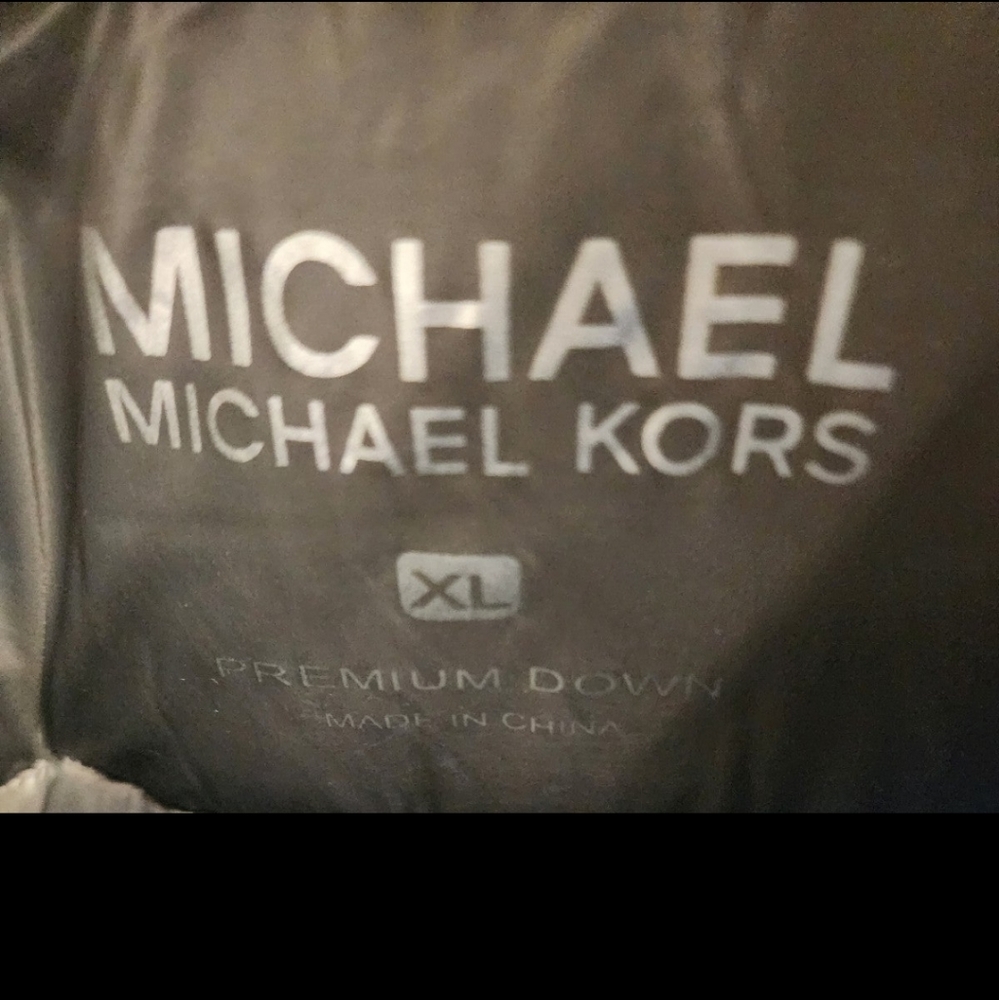 MICHAEL
MICHAEL KORS
XL
PREMIUM DOWN
MADE IN CHINA